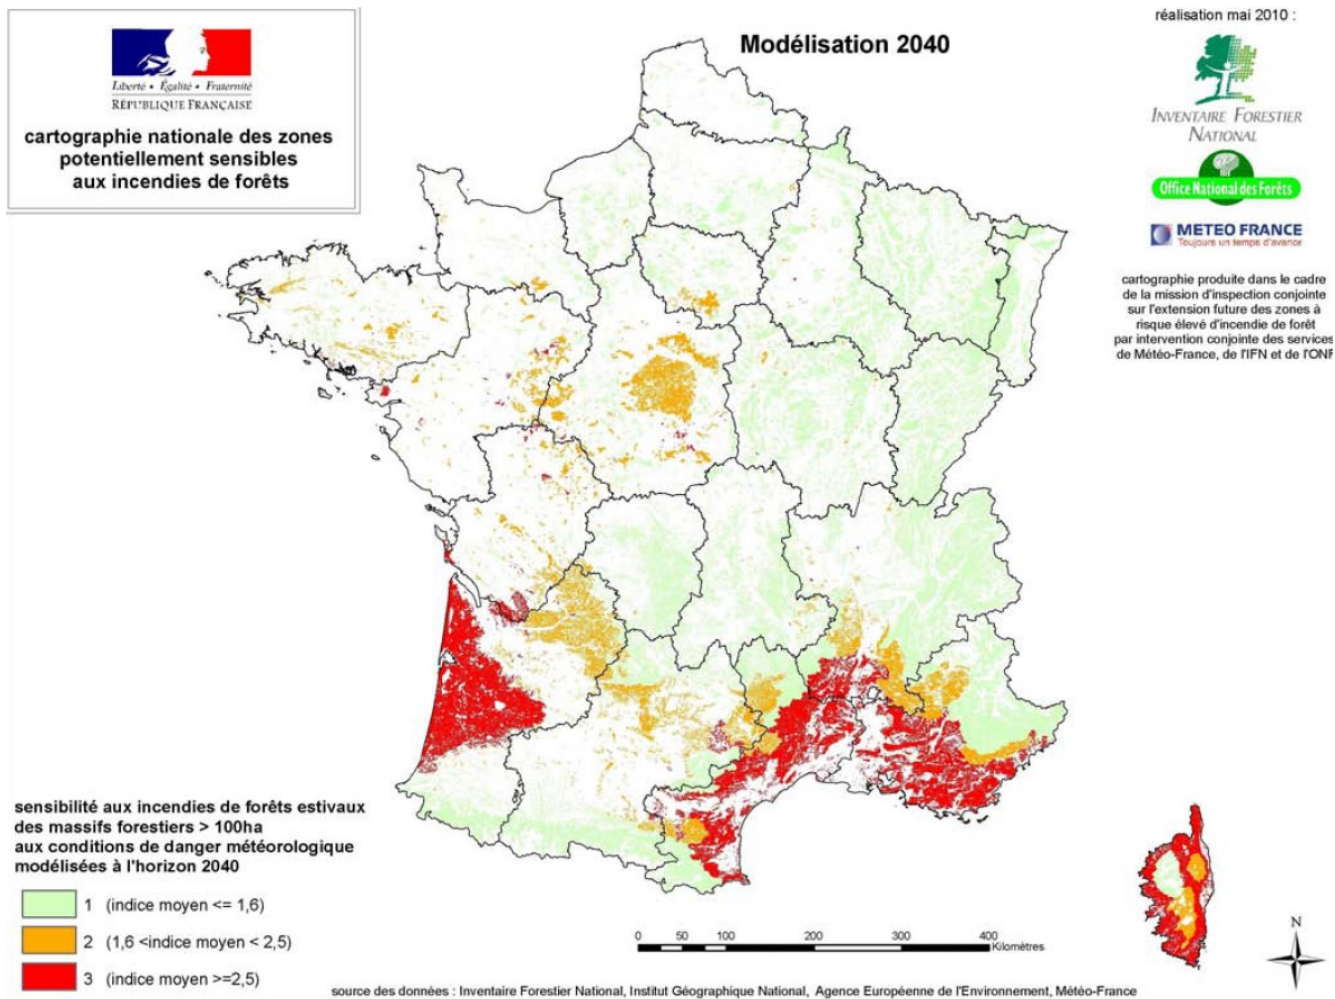 Liberté • Égalité • Fraternité
RÉPUBLIQUE FRANÇAISE
cartographie nationale des zones
potentiellement sensibles
aux incendies de forêts
Modélisation 2040
réalisation mai 2010 :
INVENTAIRE FORESTIER
NATIONAL
Office National des Forêts
METEO FRANCE
Toujours un temps d'avance
cartographie produite dans le cadre
de la mission d'inspection conjointe
sur l'extension future des zones à
risque élevé d'incendie de forêt
par intervention conjointe des services
de Météo-France, de l'IFN et de l'ONF
sensibilité aux incendies de forêts estivaux
des massifs forestiers > 100ha
aux conditions de danger météorologique
modélisées à l'horizon 2040
1 (indice moyen <= 1,6)
2 (1,6 <indice moyen < 2,5)
3 (indice moyen >=2,5)
0 50 100 200 300 400
Kilomètres
N
source des données : Inventaire Forestier National, Institut Géographique National, Agence Européenne de l'Environnement, Météo-France